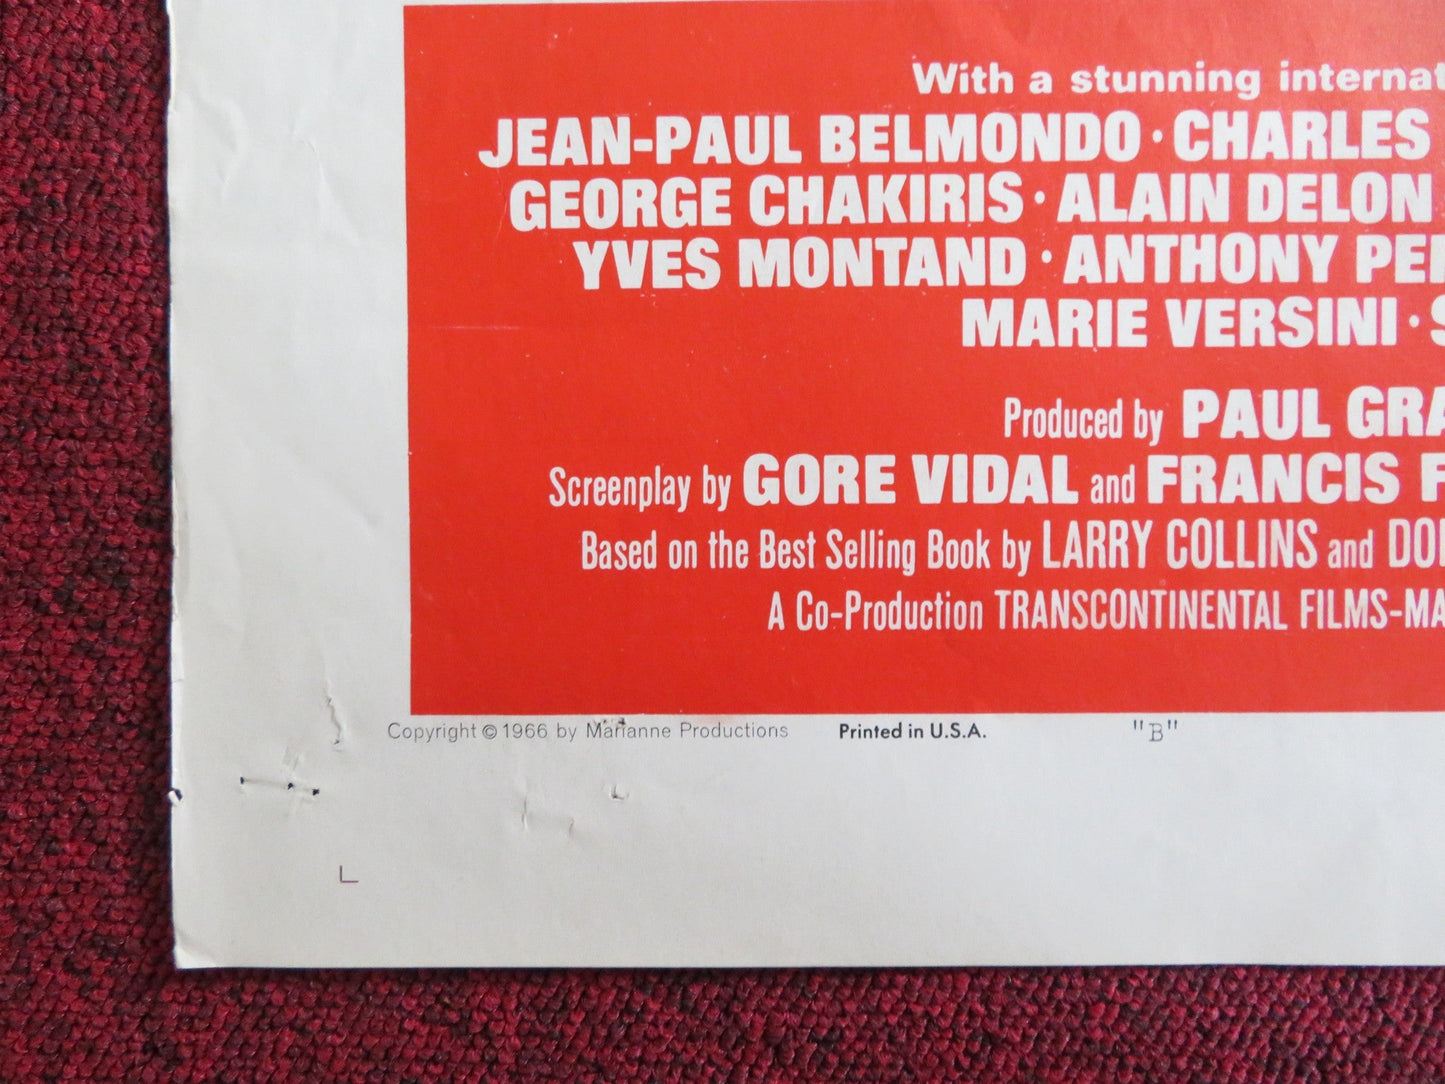 With a stunning internat
JEAN-PAUL BELMONDO · CHARLES
GEORGE CHAKIRIS · ALAIN DELON
YVES MONTAND · ANTHONY PER
MARIE VERSINI · S
Produced by PAUL GRA
Screenplay by GORE VIDAL and FRANCIS F
Based on the Best Selling Book by LARRY COLLINS and DOM
A Co-Production TRANSCONTINENTAL FILMS-MA
Copyright © 1966 by Marianne Productions Printed in U.S.A. "B"